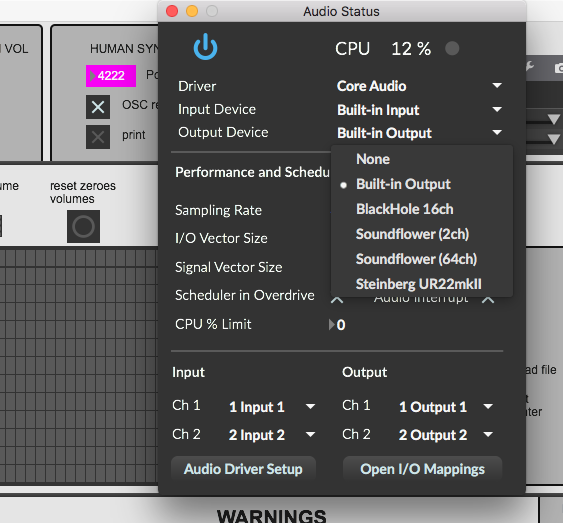 Audio Status
VOL
HUMAN SYN
CPU 12 %
4222
Driver Core Audio
OSC re
Input Device Built-in Input
print
Output Device Built-in Output
None
Performance and Schedu
Built-in Output
reset zeroes
volumes
BlackHole 16ch
Sampling Rate
Soundflower (2ch)
I/O Vector Size
Soundflower (64ch)
Signal Vector Size
Steinberg UR22mkII
Scheduler in Overdrive
Audio Interrupt
CPU % Limit 0
Input Output
ad file
Ch 1 1 Input 1 Ch 1 1 Output 1
Ch 2 2 Input 2 Ch 2 2 Output 2
Audio Driver Setup Open I/O Mappings
WARNINGS